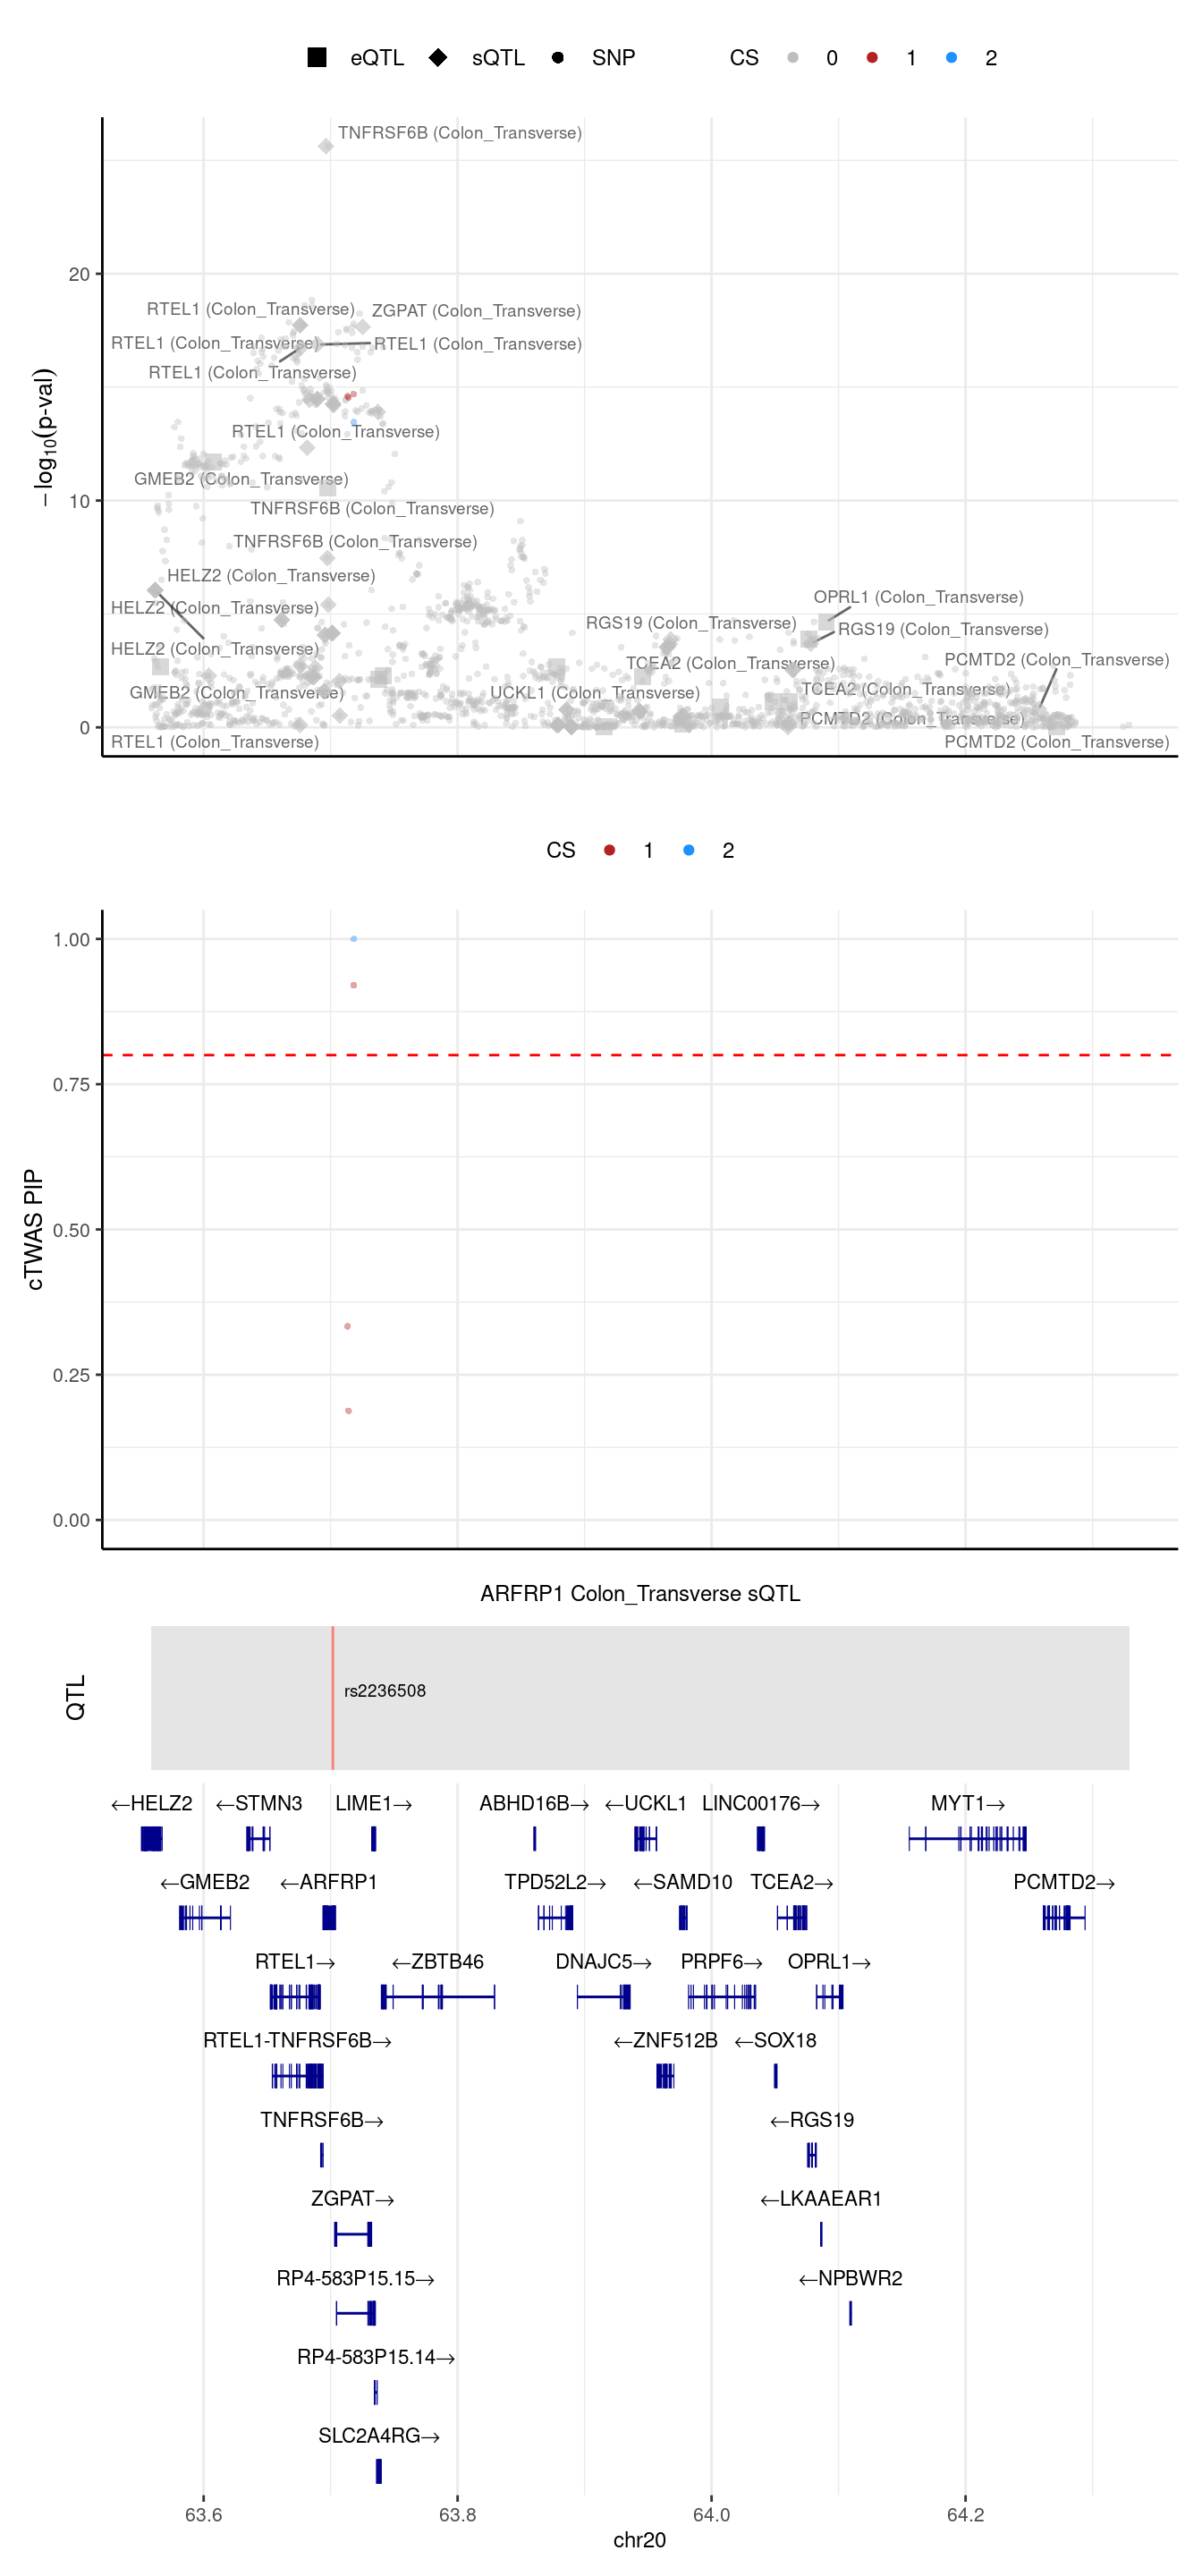 eQTL sQTL SNP CS 0 1 2
TNFRSF6B (Colon_Transverse)
20
RTEL1 (Colon_Transverse)
ZGPAT (Colon_Transverse)
RTEL1 (Colon_Transverse)
RTEL1 (Colon_Transverse)
RTEL1 (Colon_Transverse)
−log10(p-val)
RTEL1 (Colon_Transverse)
GMEB2 (Colon_Transverse)
10
TNFRSF6B (Colon_Transverse)
TNFRSF6B (Colon_Transverse)
HELZ2 (Colon_Transverse)
OPRL1 (Colon_Transverse)
HELZ2 (Colon_Transverse)
RGS19 (Colon_Transverse)
RGS19 (Colon_Transverse)
HELZ2 (Colon_Transverse)
TCEA2 (Colon_Transverse)
PCMTD2 (Colon_Transverse)
GMEB2 (Colon_Transverse)
UCKL1 (Colon_Transverse)
TCEA2 (Colon_Transverse)
PCMTD2 (Colon_Transverse)
0
RTEL1 (Colon_Transverse)
PCMTD2 (Colon_Transverse)
CS 1 2
1.00
0.75
cTWAS PIP
0.50
0.25
0.00
ARFRP1 Colon_Transverse sQTL
QTL
rs2236508
←HELZ2 ←STMN3 LIME1→ ABHD16B→ ←UCKL1 LINC00176→ MYT1→
←GMEB2 ←ARFRP1 TPD52L2→ ←SAMD10 TCEA2→ PCMTD2→
RTEL1→ ←ZBTB46 DNAJC5→ PRPF6→ OPRL1→
RTEL1-TNFRSF6B→ ←ZNF512B ←SOX18
TNFRSF6B→ ←RGS19
ZGPAT→ ←LKAAEAR1
RP4-583P15.15→ ←NPBWR2
RP4-583P15.14→
SLC2A4RG→
63.6 63.8 64.0 64.2
chr20